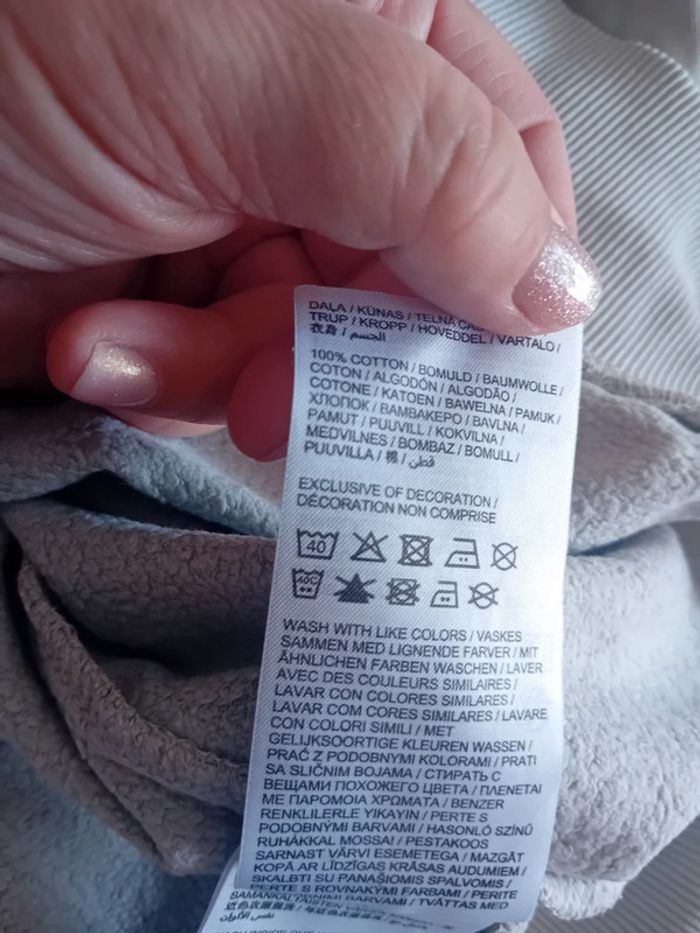 DAĻA / KŪNAS / TELNÁ
TRUP / KROPP / HOVEDDEL / VARTALO /
衣身 / الجسم
100% COTTON / BOMULD / BAUMWOLLE /
COTON / ALGODÓN / ALGODÃO /
COTONE / KATOEN / BAWEŁNA / PAMUK /
ХЛОПОК / ΒΑΜΒΑΚΕΡΟ / BAVLNA /
PAMUT / PUUVILL / KOKVILNA /
MEDVILNĖS / BOMBAZ / BOMULL /
PUUVILLA / 棉 / قطن
EXCLUSIVE OF DECORATION /
DÉCORATION NON COMPRISE
40
40C
WASH WITH LIKE COLORS / VASKES
SAMMEN MED LIGNENDE FARVER / MIT
ÄHNLICHEN FARBEN WASCHEN / LAVER
AVEC DES COULEURS SIMILAIRES /
LAVAR CON COLORES SIMILARES /
LAVAR COM CORES SIMILARES / LAVARE
CON COLORI SIMILI / MET
GELIJKSOORTIGE KLEUREN WASSEN /
PRAĆ Z PODOBNYMI KOLORAMI / PRATI
SA SLIČNIM BOJAMA / СТИРАТЬ С
ВЕЩАМИ ПОХОЖЕГО ЦВЕТА / ΠΛΕΝΕΤΑΙ
ΜΕ ΠΑΡΟΜΟΙΑ ΧΡΩΜΑΤΑ / BENZER
RENKLILERLE YIKAYIN / PERTE S
PODOBNÝMI BARVAMI / HASONLÓ SZÍNŰ
RUHÁKKAL MOSSA! / PESTAKOOS
SARNAST VÄRVI ESEMETEGA / MAZGĀT
KOPĀ AR LĪDZĪGAS KRĀSAS AUDUMIEM /
SKALBTI SU PANAŠIOMIS SPALVOMIS /
PERTE S ROVNAKÝMI FARBAMI / PERITE
BARVAMI / TVÄTTAS MED